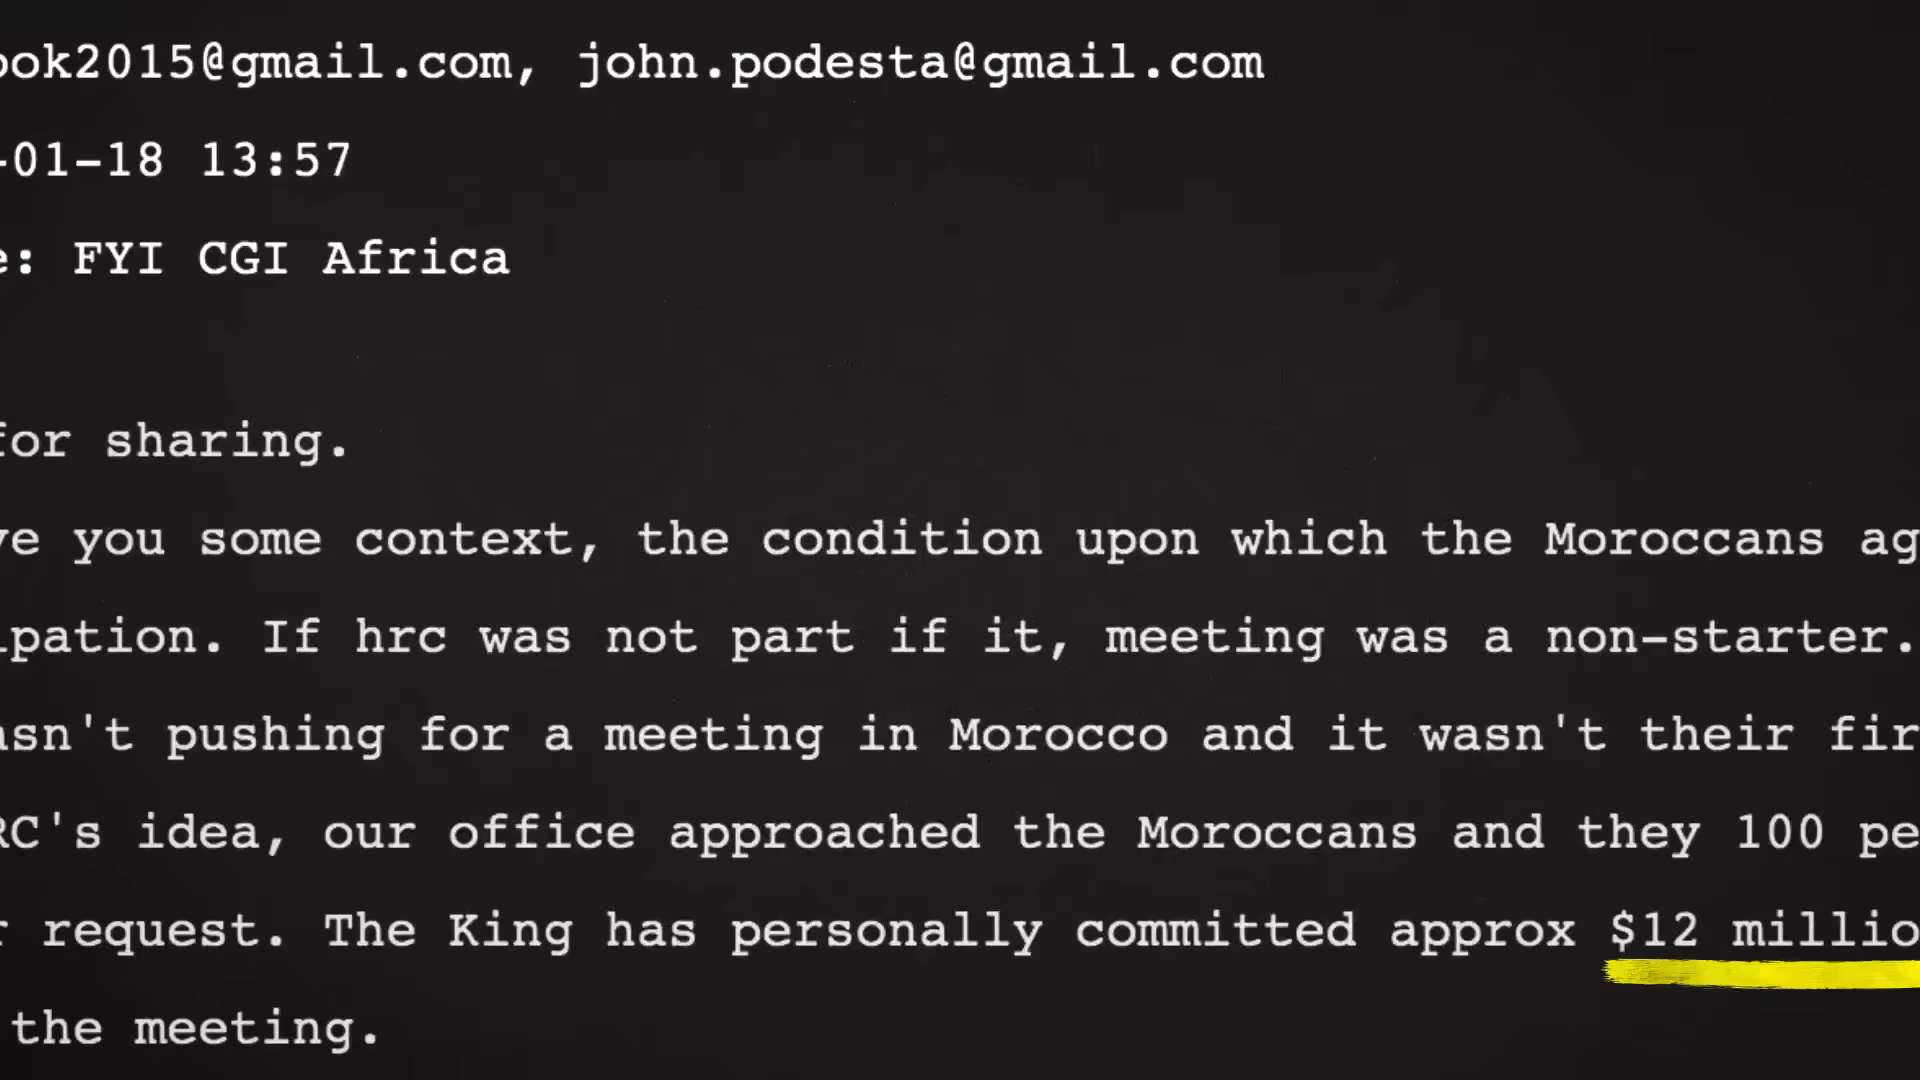 ook2015@gmail.com, john.podesta@gmail.com
-01-18 13:57
e: FYI CGI Africa
for sharing.
ve you some context, the condition upon which the Moroccans ag
ipation. If hrc was not part if it, meeting was a non-starter.
asn't pushing for a meeting in Morocco and it wasn't their fir
RC's idea, our office approached the Moroccans and they 100 pe
r request. The King has personally committed approx $12 millio
the meeting.